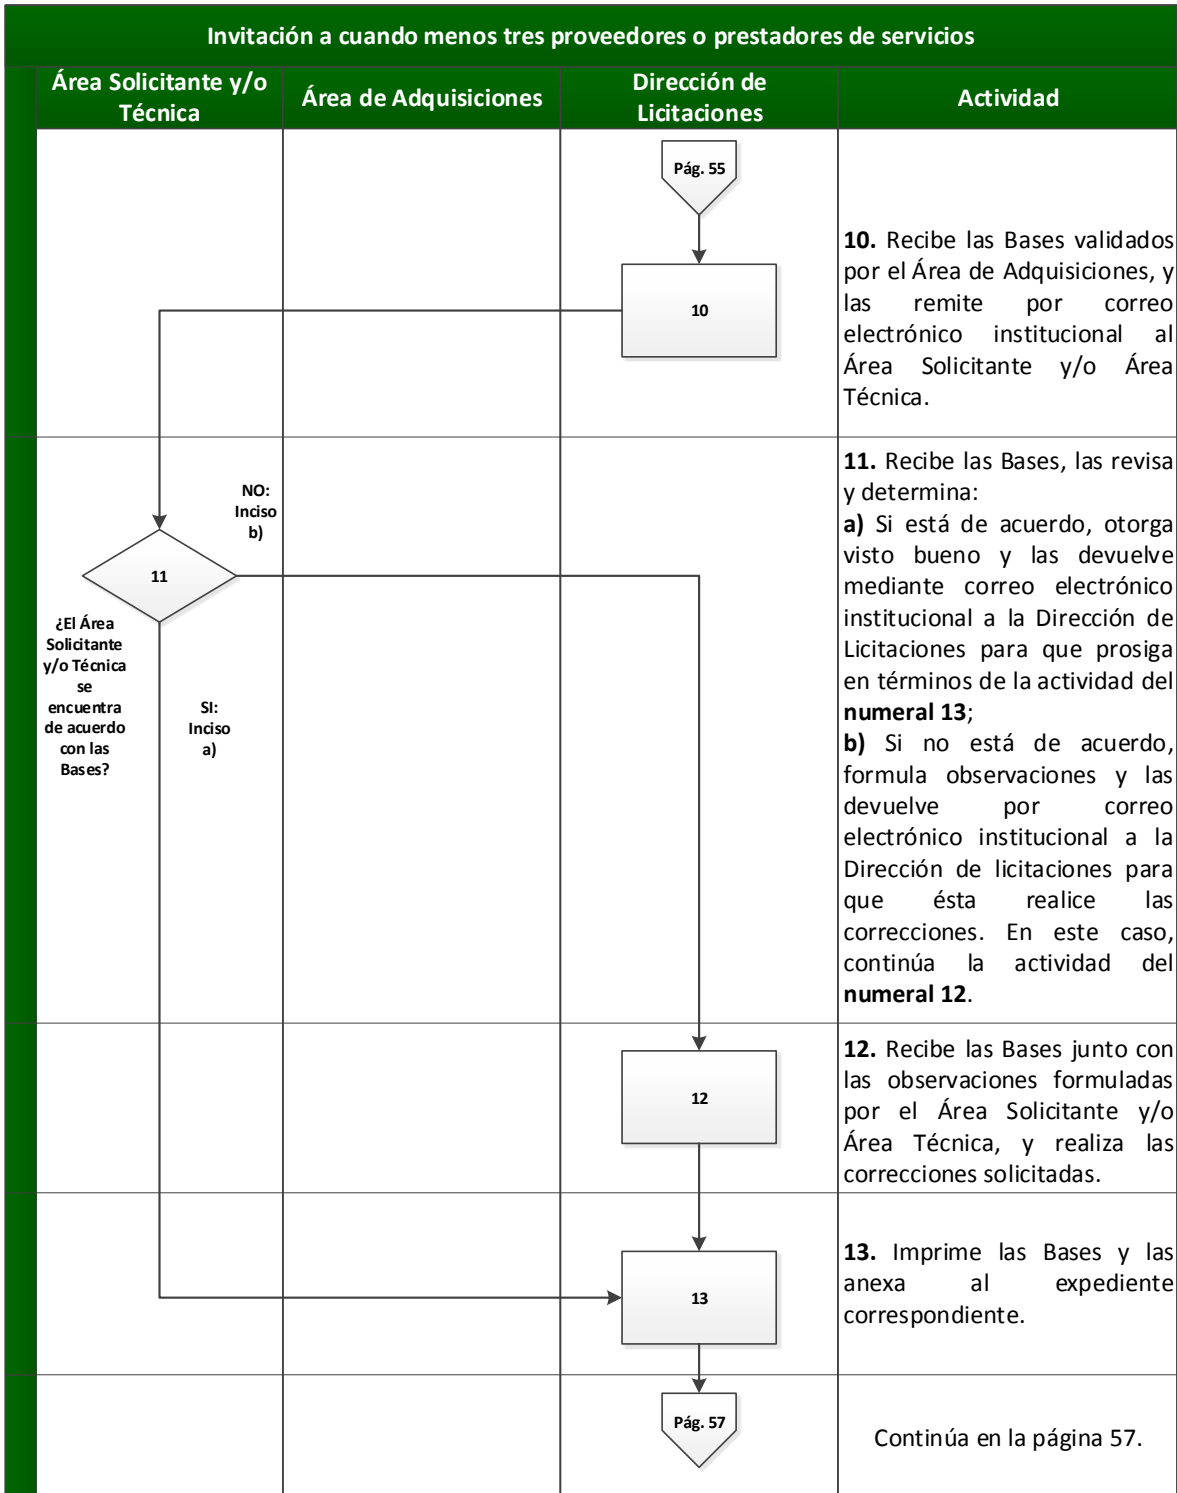 Invitación a cuando menos tres proveedores o prestadores de servicios
Área Solicitante y/o
Técnica
Área de Adquisiciones
Dirección de
Licitaciones
Actividad
Pág. 55
10
10. Recibe las Bases validados
por el Área de Adquisiciones, y
las remite por correo
electrónico institucional al
Área Solicitante y/o Área
Técnica.
NO:
Inciso
b)
11
¿El Área
Solicitante
y/o Técnica
se
encuentra
de acuerdo
con las
Bases?
SI:
Inciso
a)
11. Recibe las Bases, las revisa
y determina:
a) Si está de acuerdo, otorga
visto bueno y las devuelve
mediante correo electrónico
institucional a la Dirección de
Licitaciones para que prosiga
en términos de la actividad del
numeral 13;
b) Si no está de acuerdo,
formula observaciones y las
devuelve por correo
electrónico institucional a la
Dirección de licitaciones para
que ésta realice las
correcciones. En este caso,
continúa la actividad del
numeral 12.
12
12. Recibe las Bases junto con
las observaciones formuladas
por el Área Solicitante y/o
Área Técnica, y realiza las
correcciones solicitadas.
13
13. Imprime las Bases y las
anexa al expediente
correspondiente.
Pág. 57
Continúa en la página 57.